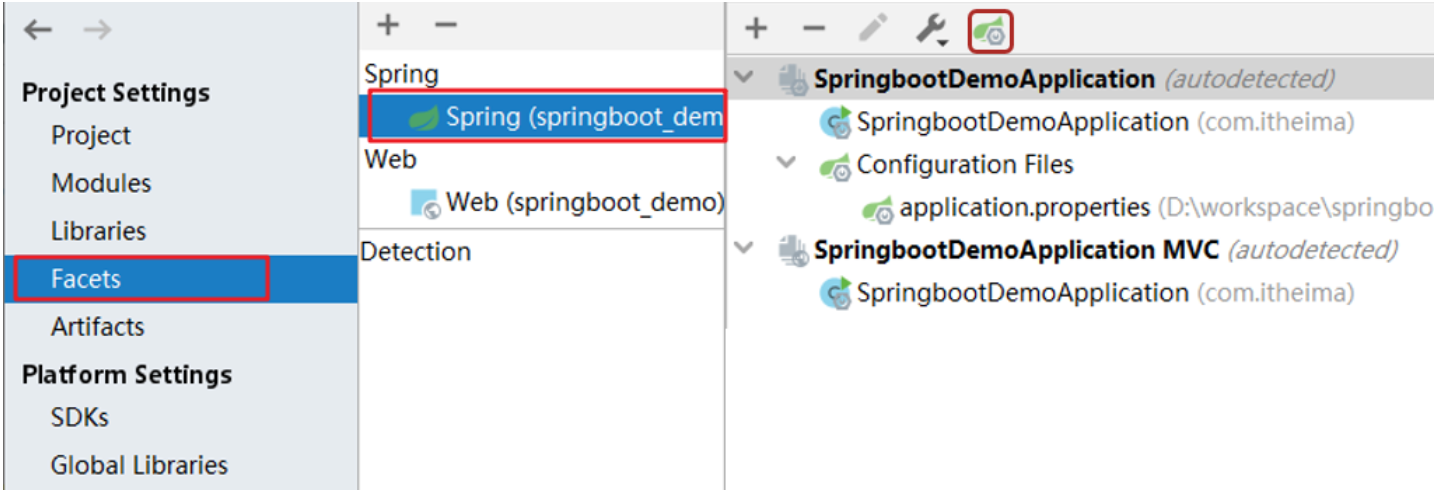 Project Settings
Project
Modules
Libraries
Facets
Artifacts
Platform Settings
SDKs
Global Libraries
Spring
Spring (springboot_dem
Web
Web (springboot_demo)
Detection
SpringbootDemoApplication (autodetected)
SpringbootDemoApplication (com.itheima)
Configuration Files
application.properties (D:\workspace\springbo
SpringbootDemoApplication MVC (autodetected)
SpringbootDemoApplication (com.itheima)